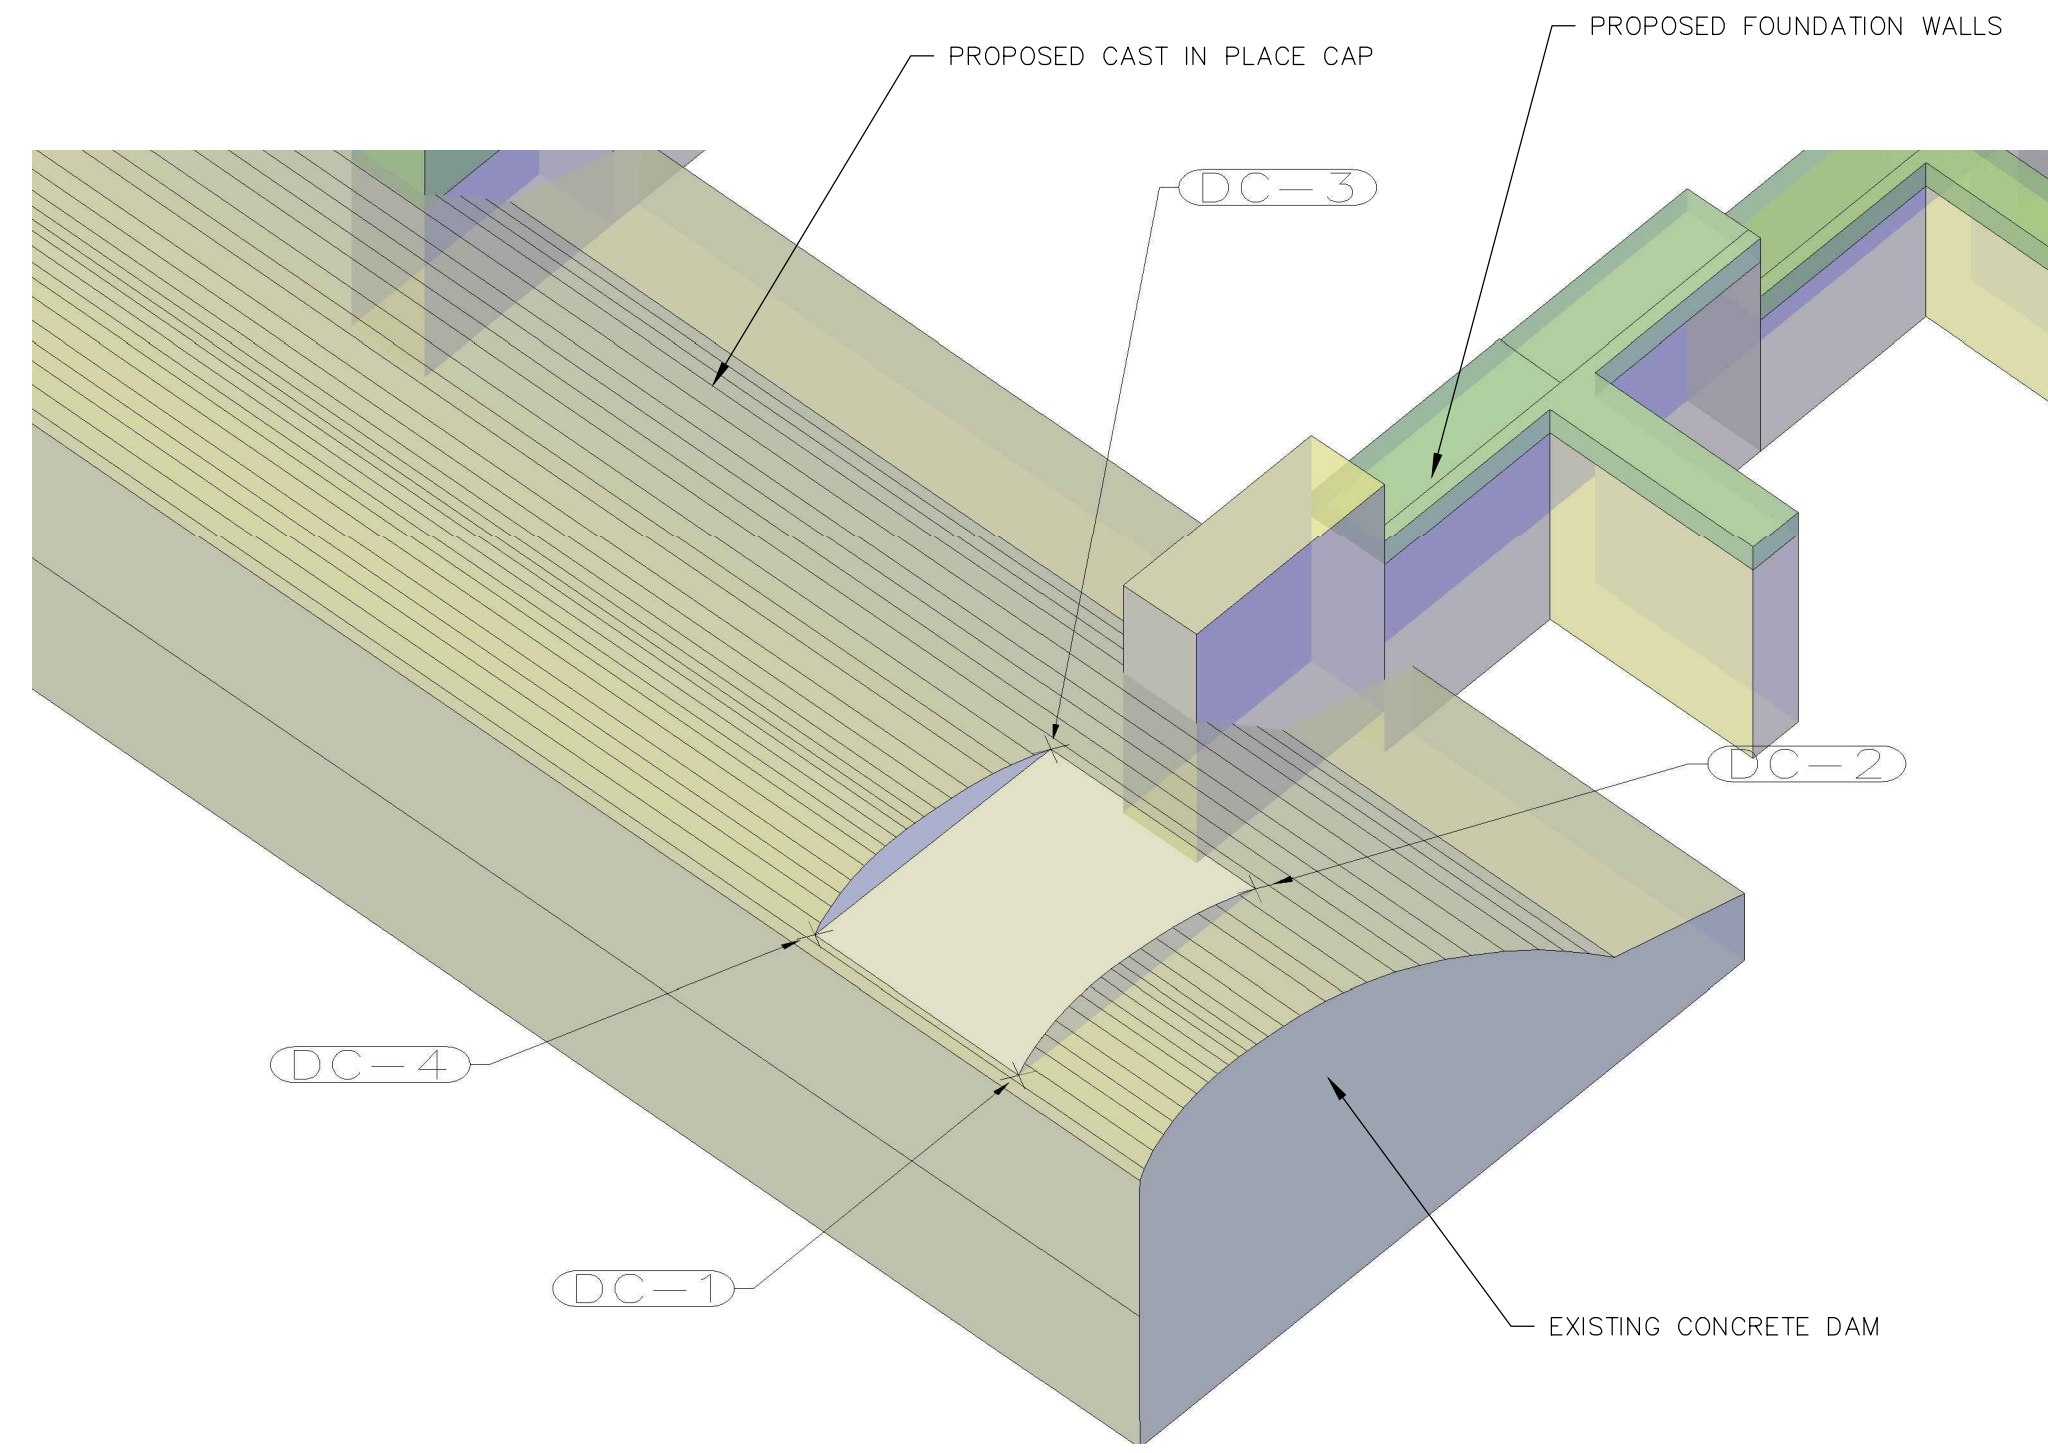 PROPOSED FOUNDATION WALLS
PROPOSED CAST IN PLACE CAP
DC-3
DC-2
DC-4
DC-1
EXISTING CONCRETE DAM